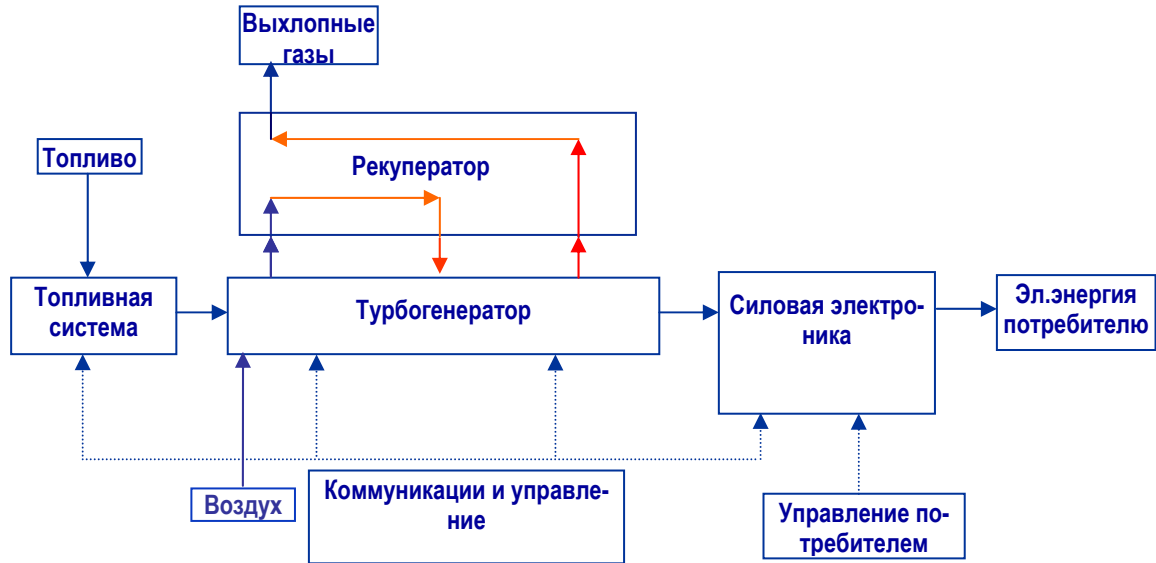 Выхлопные
газы
Топливо
Рекуператор
Топливная
система
Турбогенератор
Силовая электро-
ника
Эл.энергия
потребителю
Воздух
Коммуникации и управле-
ние
Управление по-
требителем